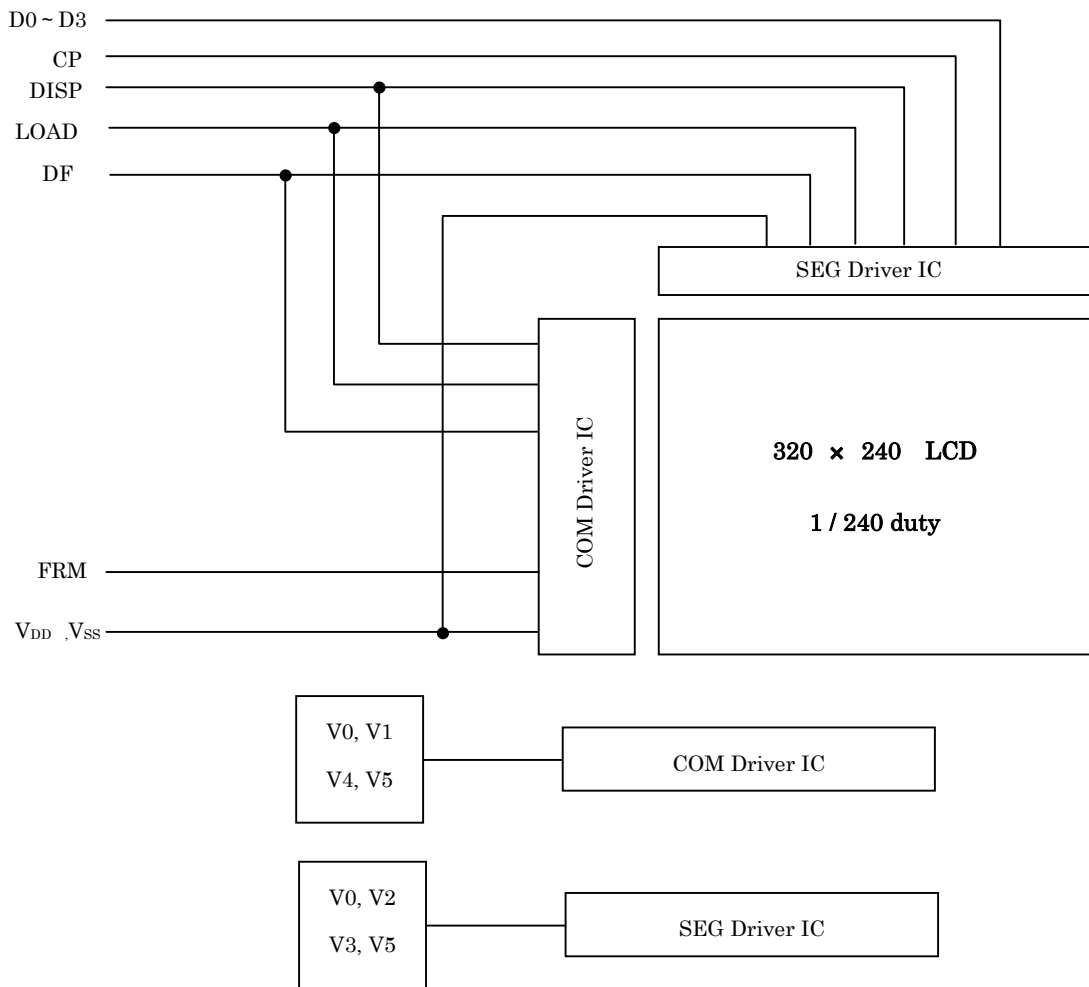 D0 ~ D3
CP
DISP
LOAD
DF
SEG Driver IC
COM Driver IC
320 × 240 LCD
1 / 240 duty
FRM
VDD ,VSS
V0, V1
V4, V5
COM Driver IC
V0, V2
V3, V5
SEG Driver IC